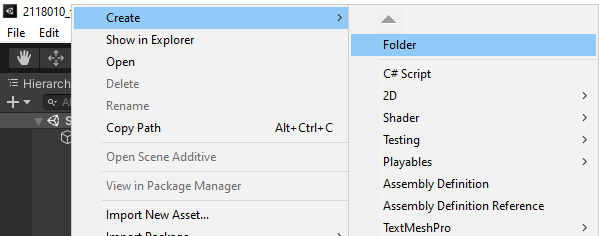 2118010_
File Edit
Hierarch
All
S
Create
Show in Explorer
Open
Delete
Rename
Copy Path Alt+Ctrl+C
Open Scene Additive
View in Package Manager
Import New Asset...
Import Package
Folder
C# Script
2D
Shader
Testing
Playables
Assembly Definition
Assembly Definition Reference
TextMeshPro